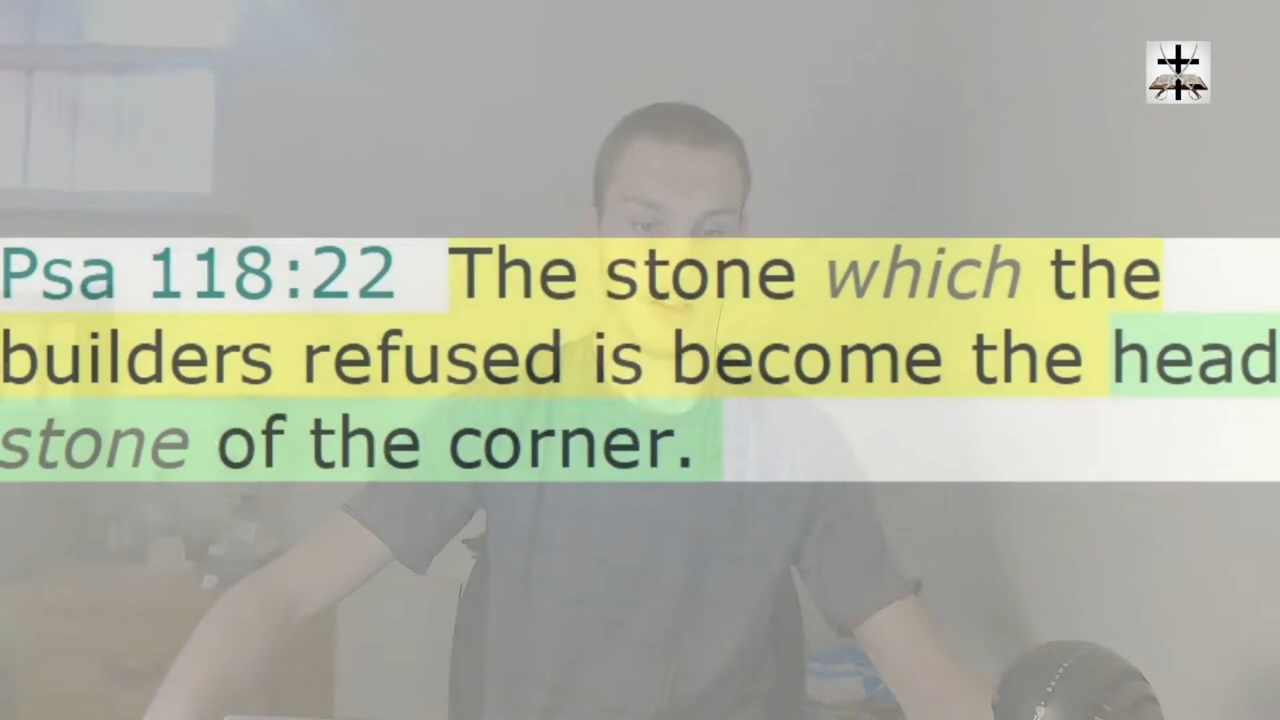 Psa 118:22 The stone which the
builders refused is become the head
stone of the corner.